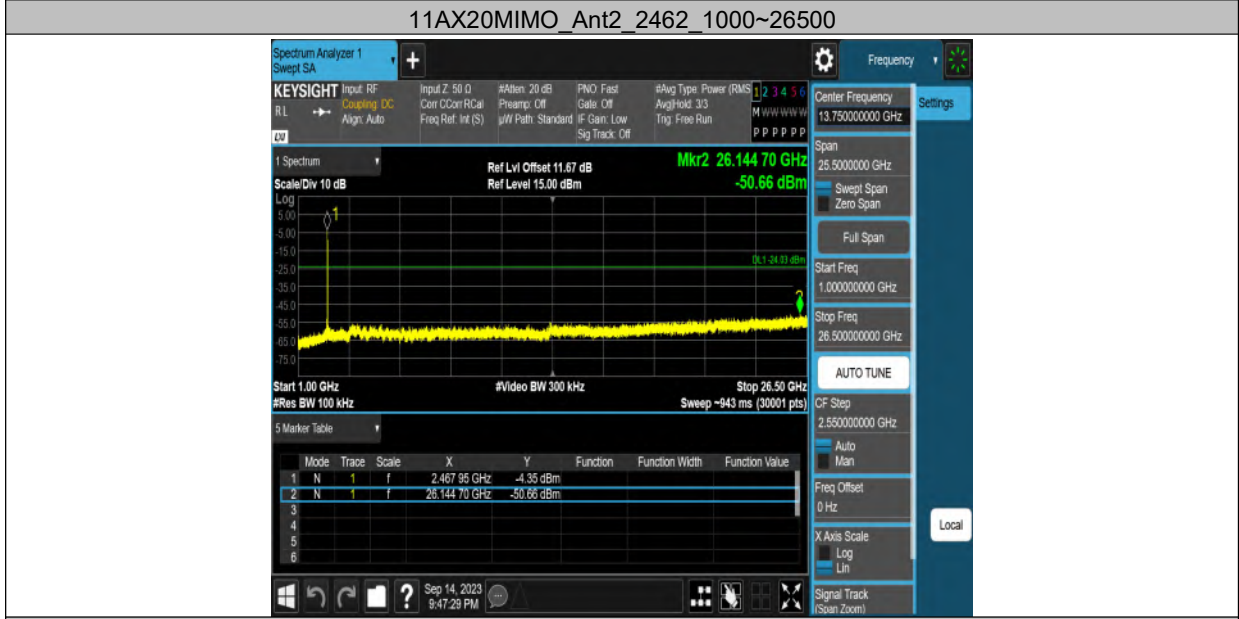 11AX20MIMO_Ant2_2462_1000~26500
Spectrum Analyzer 1
Swept SA
+
Frequency
KEYSIGHT
RL
LXI
Input: RF
Coupling: DC
Align: Auto
Input Z: 50 Ω
Corr CCorr RCal
Freq Ref: Int (S)
#Atten: 20 dB
Preamp: Off
µW Path: Standard
PNO: Fast
Gate: Off
IF Gain: Low
Sig Track: Off
#Avg Type: Power (RMS
Avg|Hold: 3/3
Trig: Free Run
1 2 3 4 5 6
M W W W W W
P P P P P P
1 Spectrum
Scale/Div 10 dB
Ref Lvl Offset 11.67 dB
Ref Level 15.00 dBm
Mkr2 26.144 70 GHz
-50.66 dBm
Log
5.00
-5.00
-15.0
-25.0
-35.0
-45.0
-55.0
-65.0
-75.0
1
DL1 -24.03 dBm
2
Start 1.00 GHz
#Res BW 100 kHz
#Video BW 300 kHz
Stop 26.50 GHz
Sweep ~943 ms (30001 pts)
5 Marker Table
Mode Trace Scale X Y Function Function Width Function Value
1 N 1 f 2.467 95 GHz -4.35 dBm
2 N 1 f 26.144 70 GHz -50.66 dBm
3
4
5
6
Sep 14, 2023
9:47:29 PM
?
Center Frequency
13.750000000 GHz
Settings
Span
25.5000000 GHz
Swept Span
Zero Span
Full Span
Start Freq
1.000000000 GHz
Stop Freq
26.500000000 GHz
AUTO TUNE
CF Step
2.550000000 GHz
Auto
Man
Freq Offset
0 Hz
X Axis Scale
Log
Lin
Local
Signal Track
(Span Zoom)